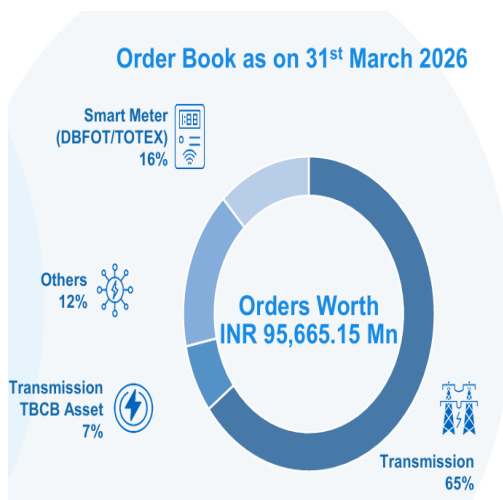 Order Book as on 31st March 2026
Smart Meter
(DBFOT/TOTEX)
16%
Others
12%
Transmission
TBCB Asset
7%
Orders Worth
INR 95,665.15 Mn
Transmission
65%